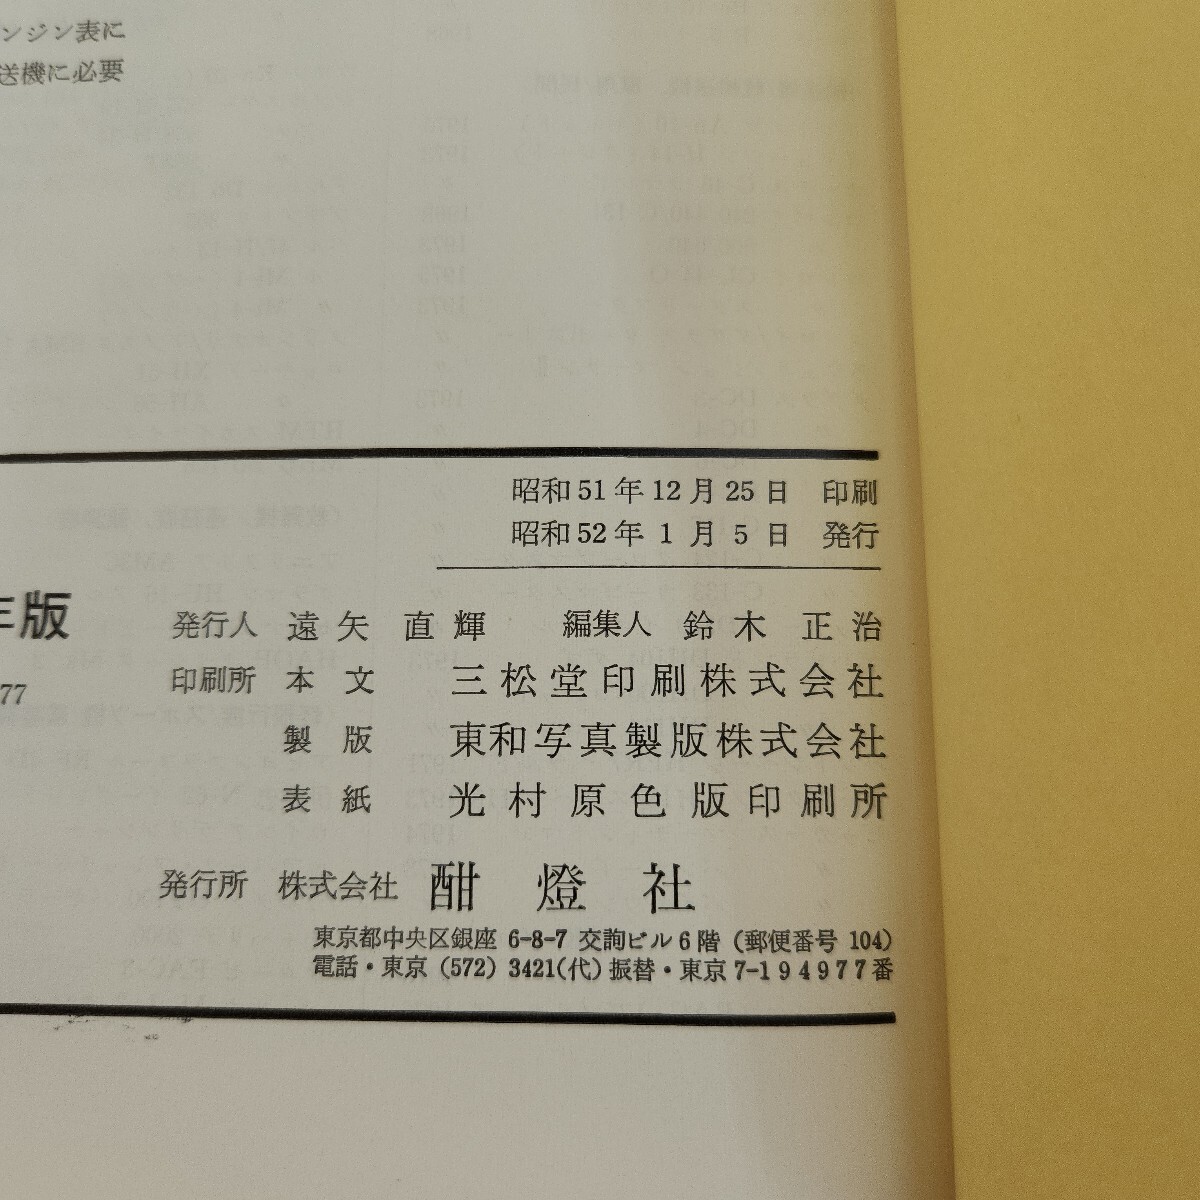 ンジン表に
送機に必要
昭和51年12月25日 印刷
昭和52年1月5日 発行
年版
77
発行人 遠矢直輝 編集人 鈴木正治
印刷所 本文 三松堂印刷株式会社
製版 東和写真製版株式会社
表紙 光村原色版印刷所
発行所 株式会社 酣燈社
東京都中央区銀座 6-8-7 交詢ビル6階 (郵便番号 104)
電話・東京 (572) 3421(代) 振替・東京 7-194977番